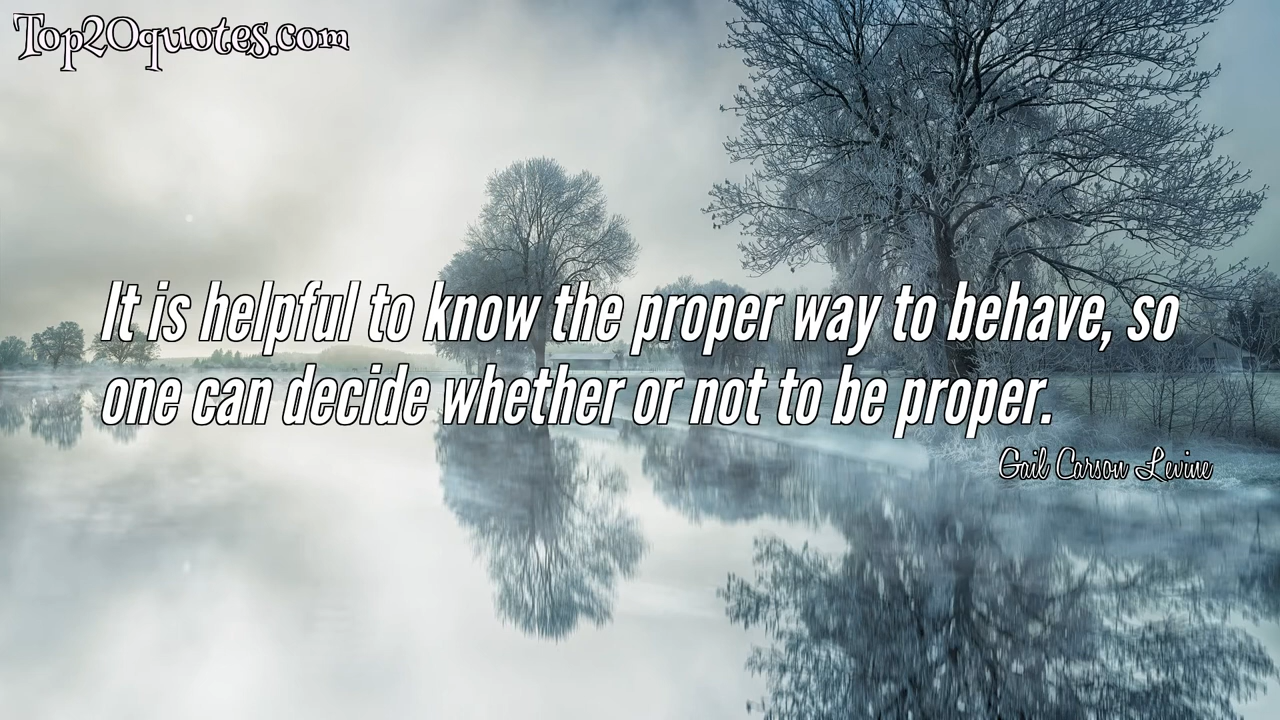 Top20quotes.com
It is helpful to know the proper way to behave, so
one can decide whether or not to be proper.
Gail Carson Levine